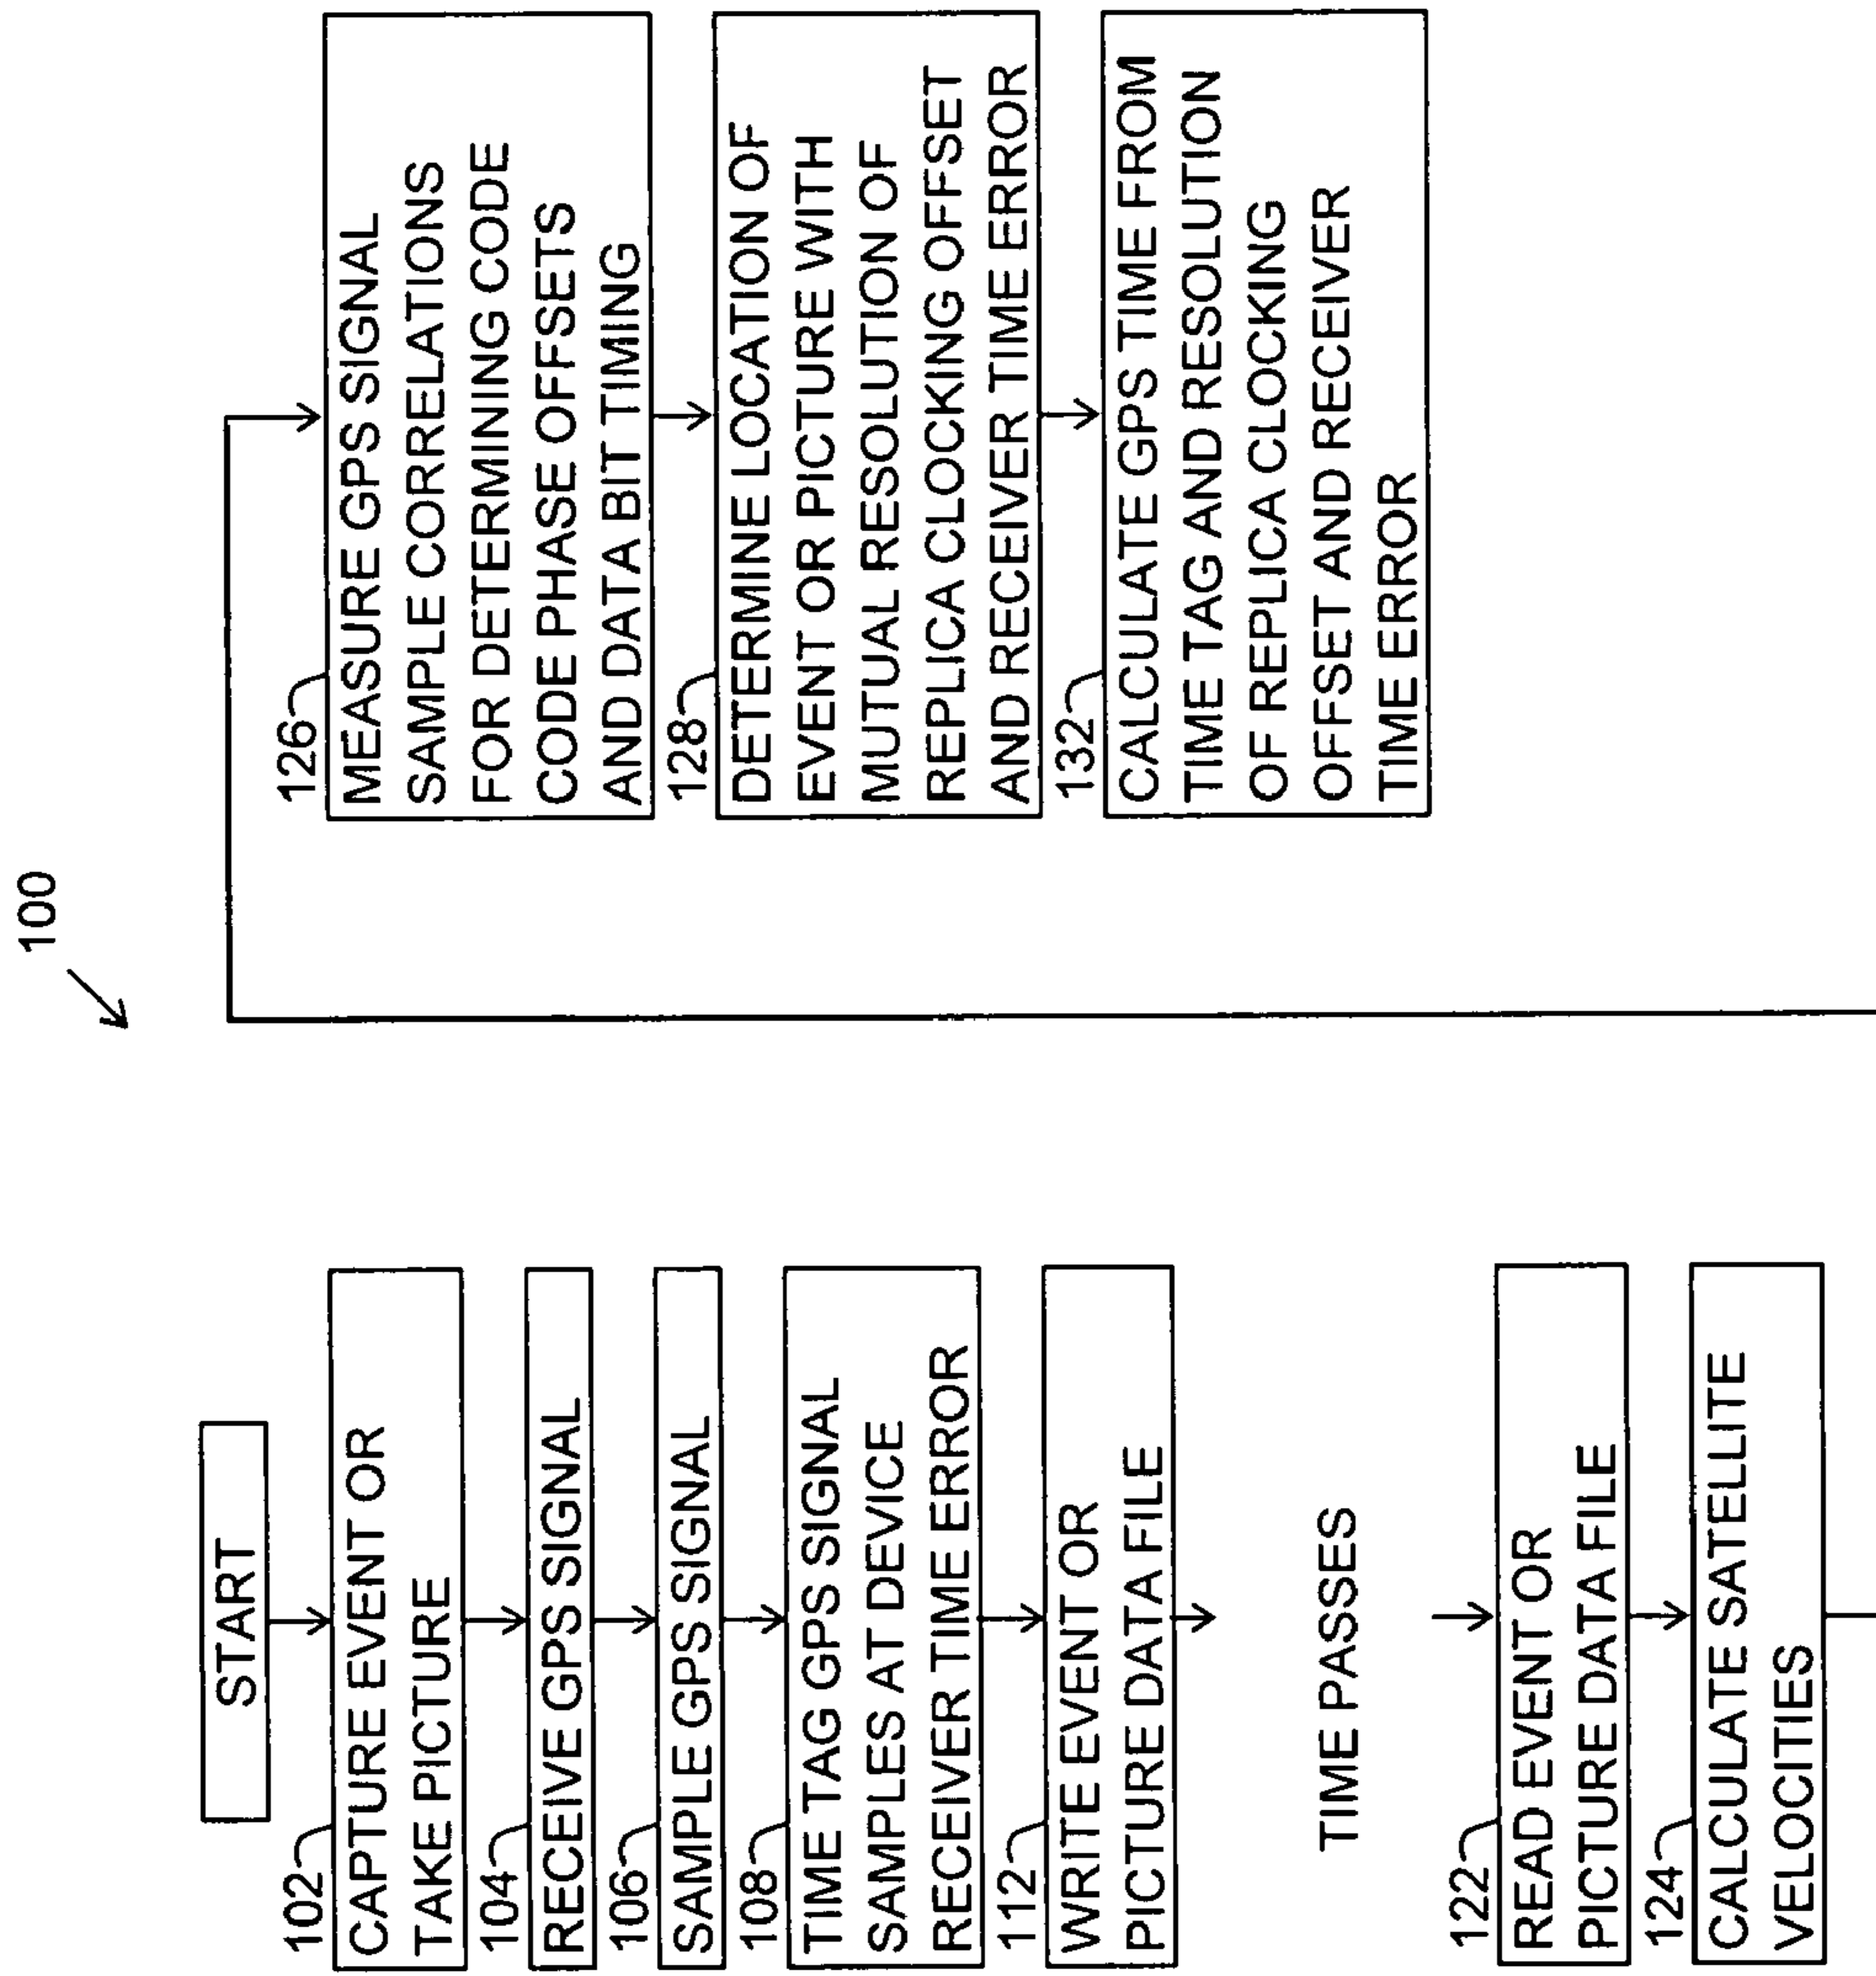 100
START
102
CAPTURE EVENT OR
TAKE PICTURE
104
RECEIVE GPS SIGNAL
106
SAMPLE GPS SIGNAL
108
TIME TAG GPS SIGNAL
SAMPLES AT DEVICE
RECEIVER TIME ERROR
112
WRITE EVENT OR
PICTURE DATA FILE
TIME PASSES
122
READ EVENT OR
PICTURE DATA FILE
124
CALCULATE SATELLITE
VELOCITIES
126
MEASURE GPS SIGNAL
SAMPLE CORRELATIONS
FOR DETERMINING CODE
CODE PHASE OFFSETS
AND DATA BIT TIMING
128
DETERMINE LOCATION OF
EVENT OR PICTURE WITH
MUTUAL RESOLUTION OF
REPLICA CLOCKING OFFSET
AND RECEIVER TIME ERROR
132
CALCULATE GPS TIME FROM
TIME TAG AND RESOLUTION
OF REPLICA CLOCKING
OFFSET AND RECEIVER
TIME ERROR